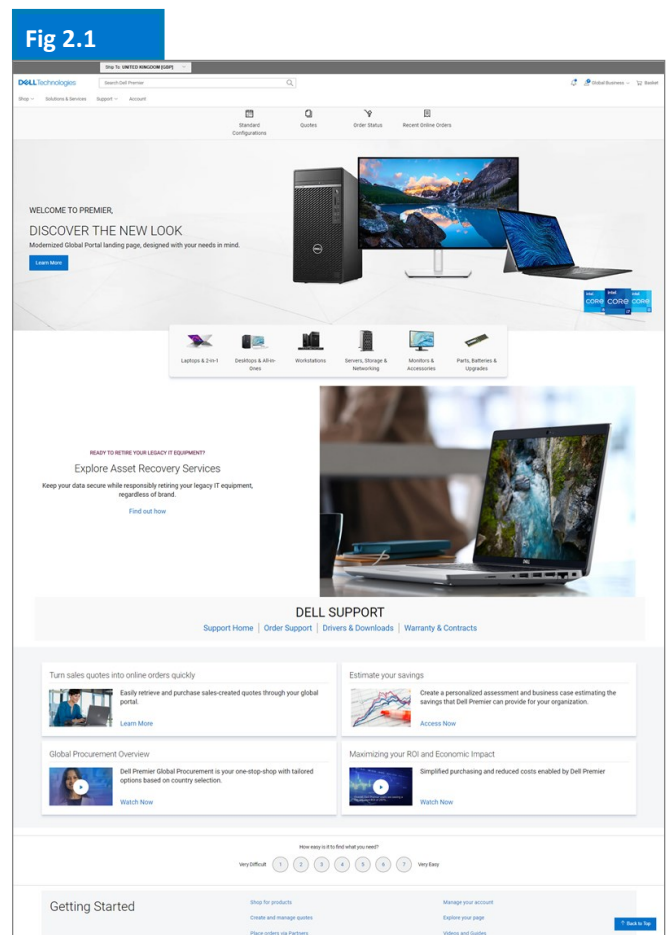 Fig 2.1
Ship To: UNITED KINGDOM [GBP]
DELLTechnologies
Search Dell Premier
Global Business
Basket
Shop
Solutions & Services
Support
Account
Standard
Configurations
Quotes
Order Status
Recent Online Orders
WELCOME TO PREMIER,
DISCOVER THE NEW LOOK
Modernized Global Portal landing page, designed with your needs in mind.
Learn More
intel
CORE
intel
CORE
i7
intel
CORE
Laptops & 2-in-1
Desktops & All-in-
Ones
Workstations
Servers, Storage &
Networking
Monitors &
Accessories
Parts, Batteries &
Upgrades
READY TO RETIRE YOUR LEGACY IT EQUIPMENT?
Explore Asset Recovery Services
Keep your data secure while responsibly retiring your legacy IT equipment,
regardless of brand.
Find out how
DELL SUPPORT
Support Home | Order Support | Drivers & Downloads | Warranty & Contracts
Turn sales quotes into online orders quickly
Easily retrieve and purchase sales-created quotes through your global
portal.
Learn More
Estimate your savings
Create a personalized assessment and business case estimating the
savings that Dell Premier can provide for your organization.
Access Now
Global Procurement Overview
Dell Premier Global Procurement is your one-stop-shop with tailored
options based on country selection.
Watch Now
Maximizing your ROI and Economic Impact
Simplified purchasing and reduced costs enabled by Dell Premier
Watch Now
How easy is it to find what you need?
Very Difficult 1 2 3 4 5 6 7 Very Easy
Getting Started
Shop for products
Create and manage quotes
Place orders via Partners
Manage your account
Explore your page
Videos and Guides
Back to Top